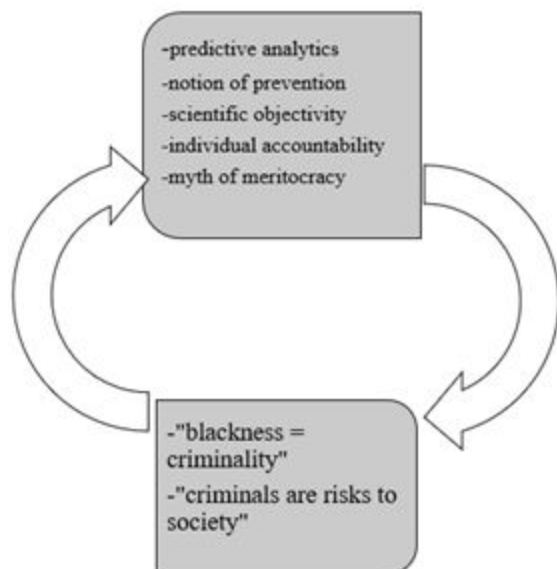 -predictive analytics
-notion of prevention
-scientific objectivity
-individual accountability
-myth of meritocracy
-"blackness =
criminality"
-"criminals are risks to
society"